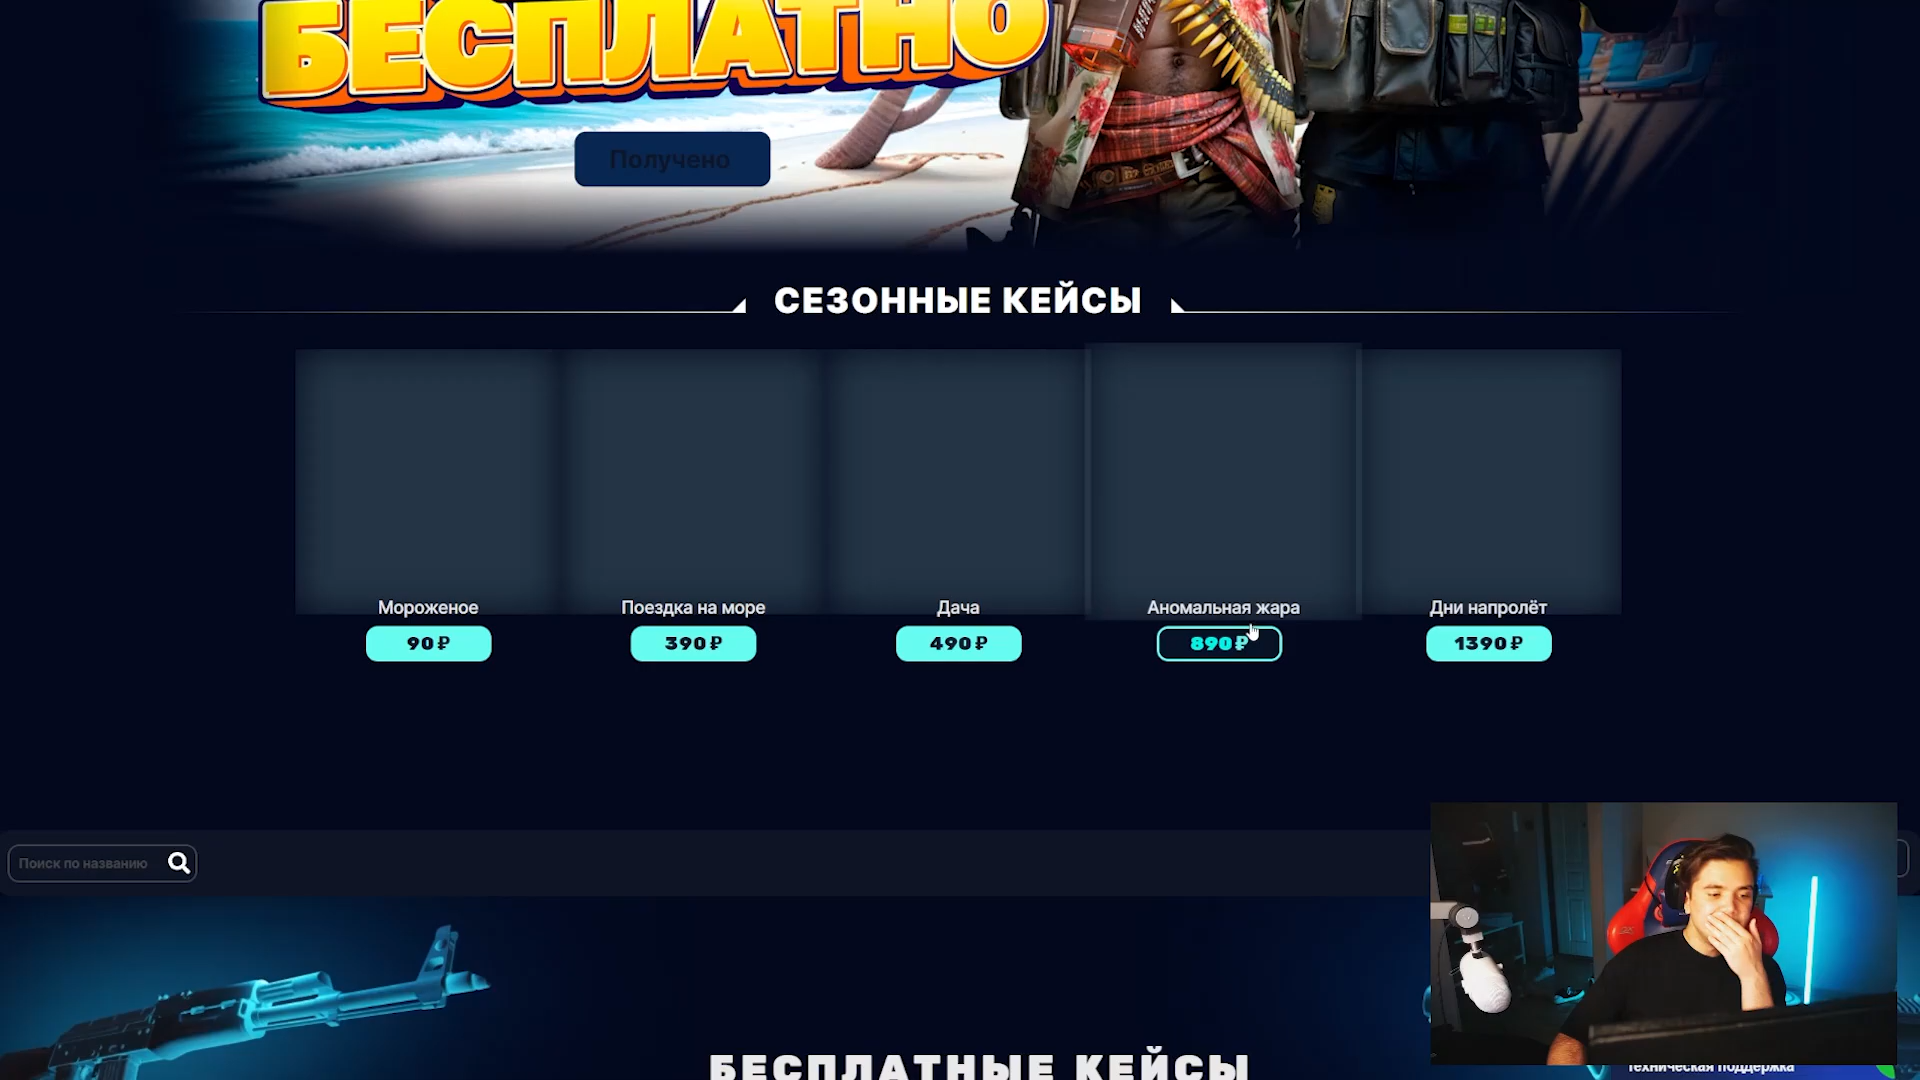 БЕСПЛАТНО
Получено
СЕЗОННЫЕ КЕЙСЫ
Мороженое
90 ₽
Поездка на море
390 ₽
Дача
490 ₽
Аномальная жара
890 ₽
Дни напролёт
1390 ₽
Поиск по названию
БЕСПЛАТНЫЕ КЕЙСЫ
Техническая поддержка